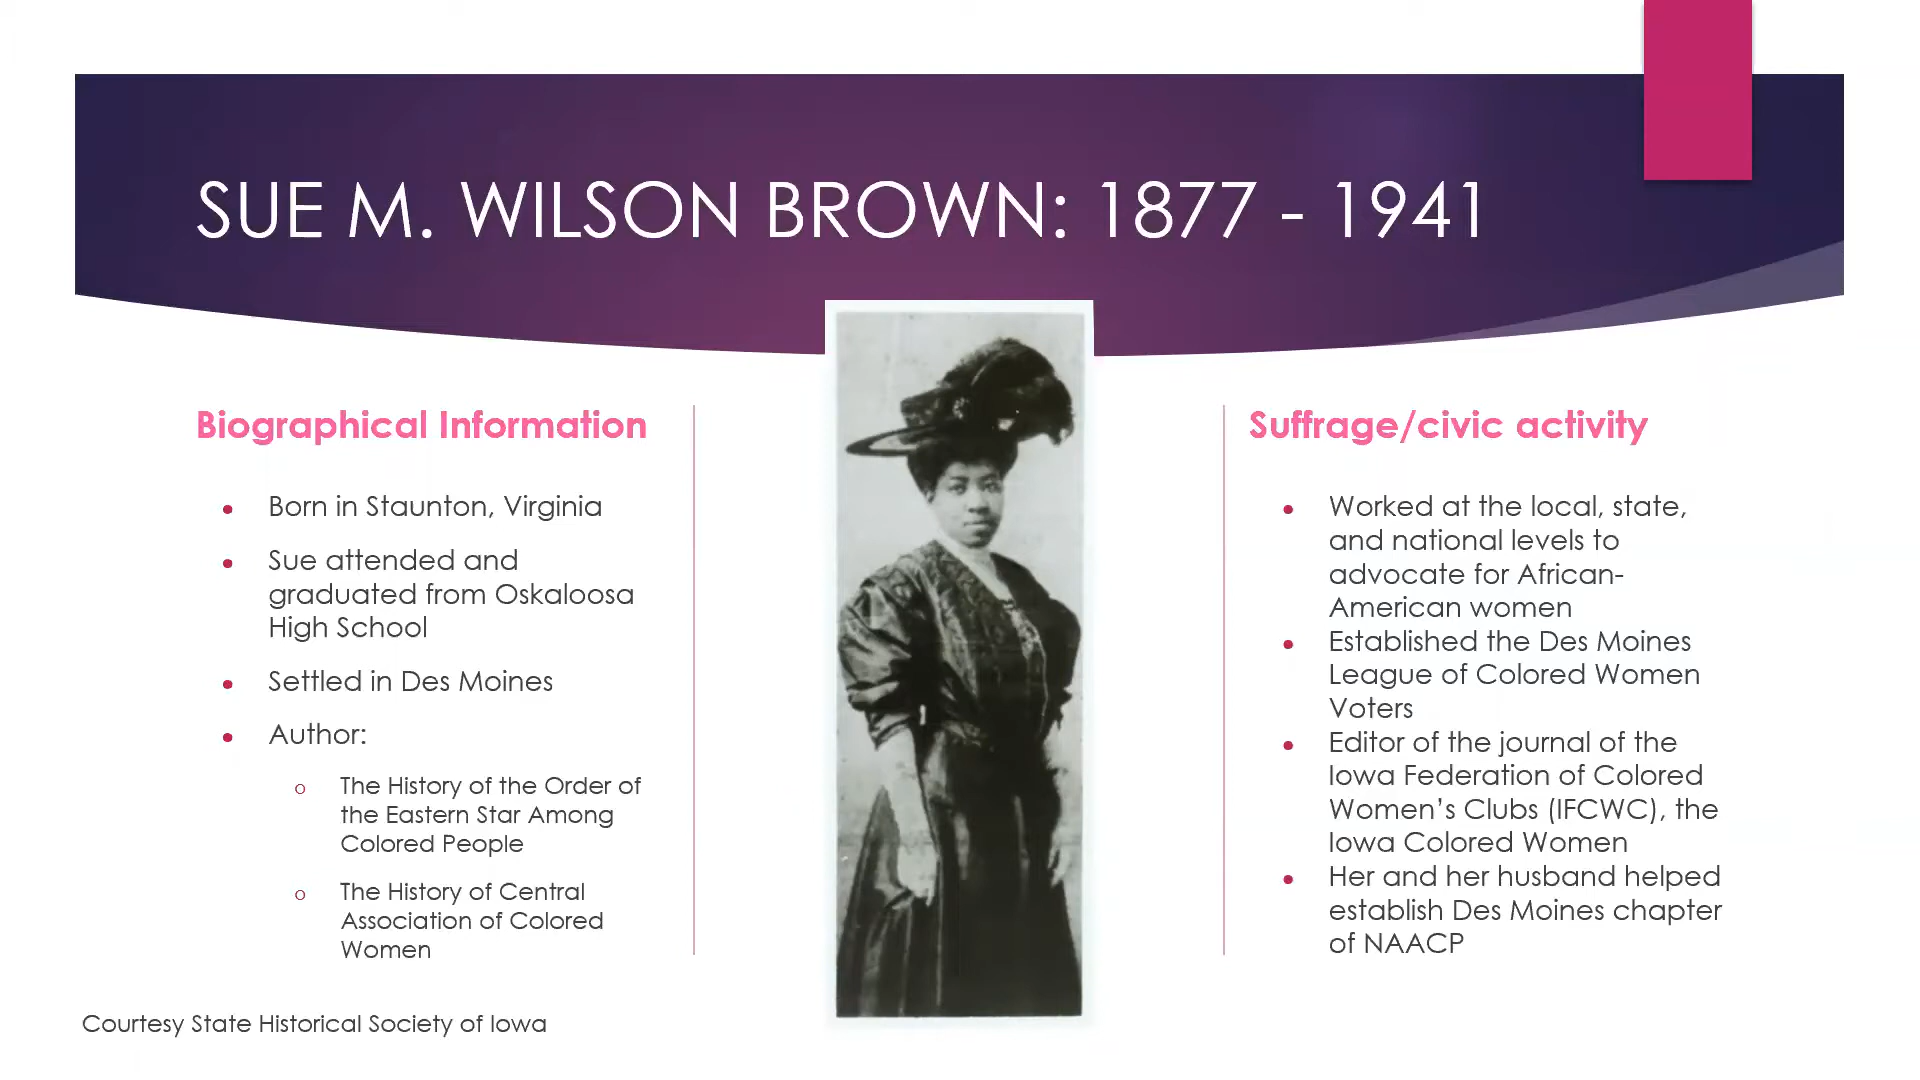 SUE M. WILSON BROWN: 1877 - 1941
Biographical Information
Born in Staunton, Virginia
Sue attended and
graduated from Oskaloosa
High School
Settled in Des Moines
Author:
The History of the Order of
the Eastern Star Among
Colored People
The History of Central
Association of Colored
Women
Suffrage/civic activity
Worked at the local, state,
and national levels to
advocate for African-
American women
Established the Des Moines
League of Colored Women
Voters
Editor of the journal of the
Iowa Federation of Colored
Women’s Clubs (IFCWC), the
Iowa Colored Women
Her and her husband helped
establish Des Moines chapter
of NAACP
Courtesy State Historical Society of Iowa